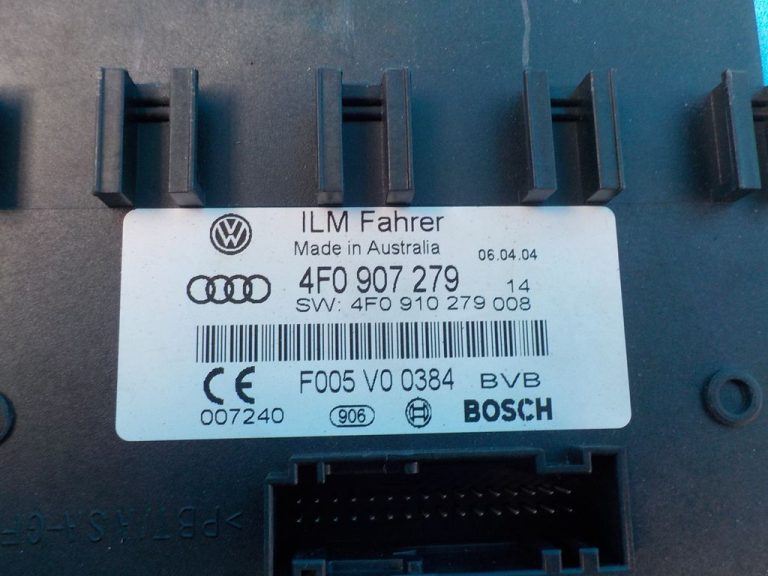 ILM Fahrer
Made in Australia 06.04.04
4F0 907 279 14
SW: 4F0 910 279 008
CE F005 V0 0384 BVB
007240 906 BOSCH